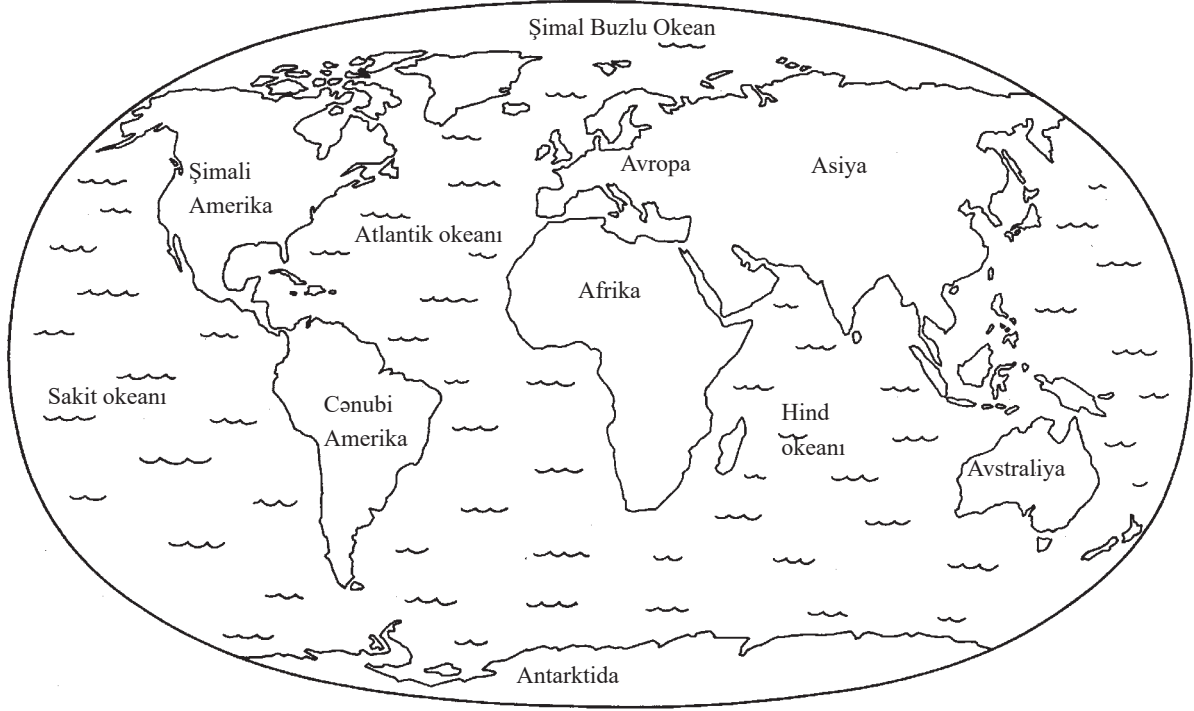 Şimal Buzlu Okean
Şimali
Amerika
Avropa
Asiya
Atlantik okeanı
Afrika
Sakit okeanı
Cənubi
Amerika
Hind
okeanı
Avstraliya
Antarktida